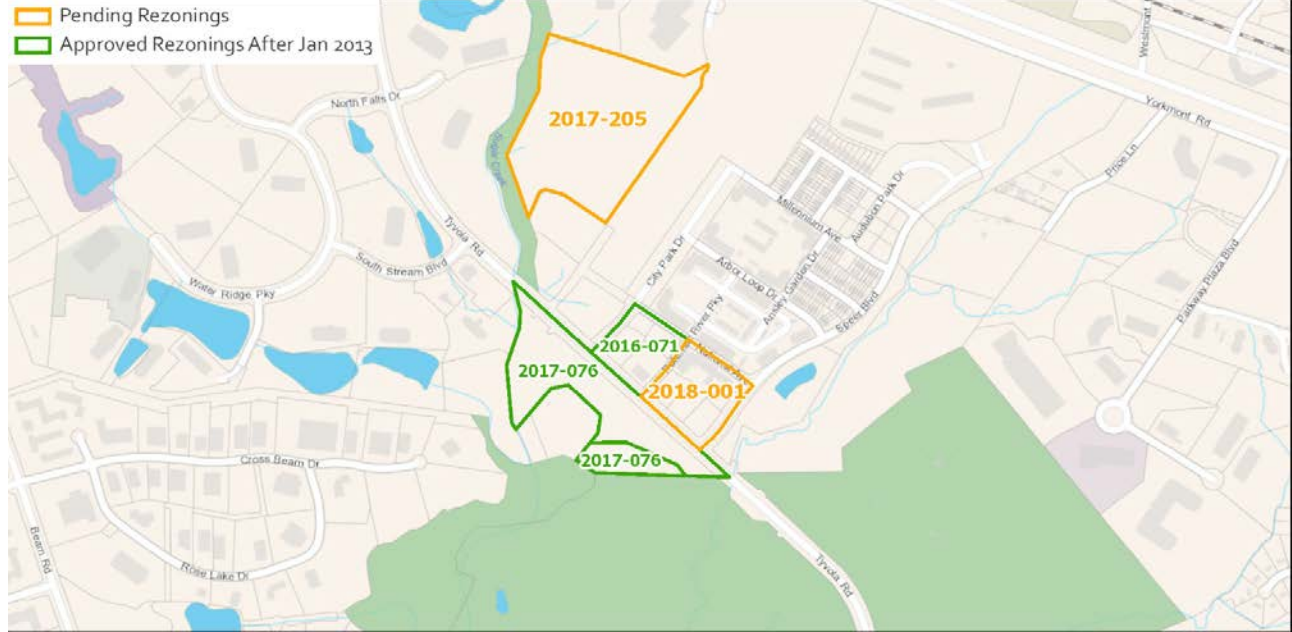 Pending Rezonings
Approved Rezonings After Jan 2013
Westmont
North Falls Dr
2017-205
Yorkmont Rd
Sugar Creek
Price Ln
Tyvola Rd
Millennium Ave
Audubon Park Dr
South Stream Blvd
City Park Dr
Arbor Loop Dr
Ansley Garden Dr
Water Ridge Pky
River Pky
Speer Blvd
Parkway Plaza Blvd
2016-071
2017-076
2018-001
2017-076
Cross Beam Dr
Beam Rd
Rose Lake Dr
Tyvola Rd